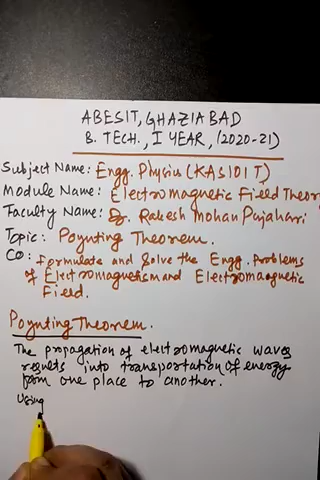 ABESIT, GHAZIABAD
B. TECH., I YEAR, (2020-21)
Subject Name: Engg. Physics (KAS101T)
Module Name: Electromagnetic Field Theory
Faculty Name: Dr. Rakesh Mohan Pujahari
Topic: Poynting Theorem.
CO: Formulate and Solve the Engg. Problems
of Electromagnetism and Electromagnetic
Field.
Poynting Theorem.
The propagation of electromagnetic waves
results into transportation of energy
from one place to another.
Using